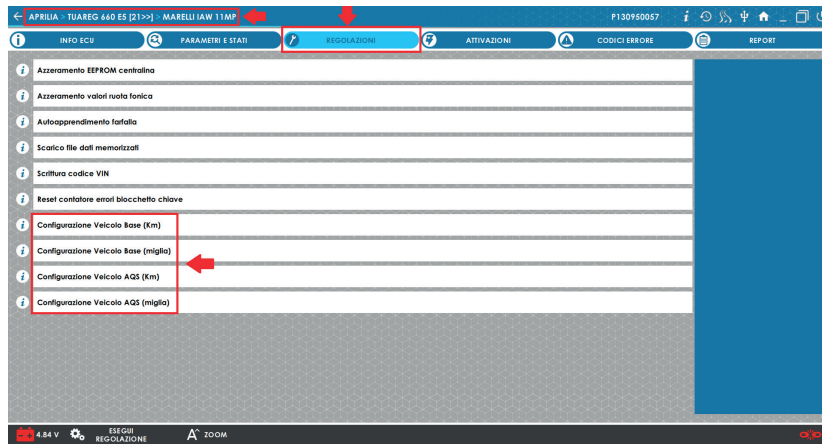 APRILIA > TUAREG 660 E5 [21>>] > MARELLI IAW 11MP
P130950057
INFO ECU
PARAMETRI E STATI
REGOLAZIONI
ATTIVAZIONI
CODICI ERRORE
REPORT
Azzeramento EEPROM centralina
Azzeramento valori ruota fonica
Autoapprendimento farfalla
Scarico file dati memorizzati
Scrittura codice VIN
Reset contatore errori blocchetto chiave
Configurazione Veicolo Base (Km)
Configurazione Veicolo Base (miglia)
Configurazione Veicolo AQS (Km)
Configurazione Veicolo AQS (miglia)
4.84 V
ESEGUI
REGOLAZIONE
ZOOM